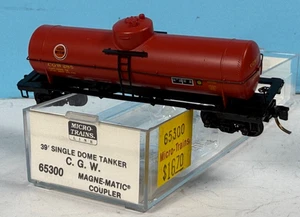 MICRO-
TRAINS
LINE
39' SINGLE DOME TANKER
C. G. W.
65300
MAGNE-MATIC®
COUPLER
65300
Micro-Trains
$16.70